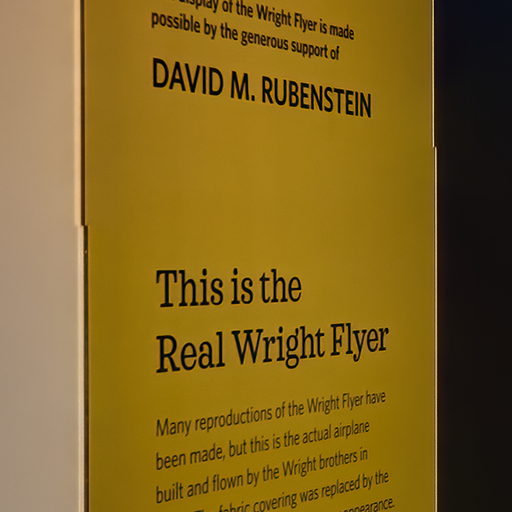 display of the Wright Flyer is made
possible by the generous support of
DAVID M. RUBENSTEIN
This is the
Real Wright Flyer
Many reproductions of the Wright Flyer have
been made, but this is the actual airplane
built and flown by the Wright brothers in
The fabric covering was replaced by the
appearance.